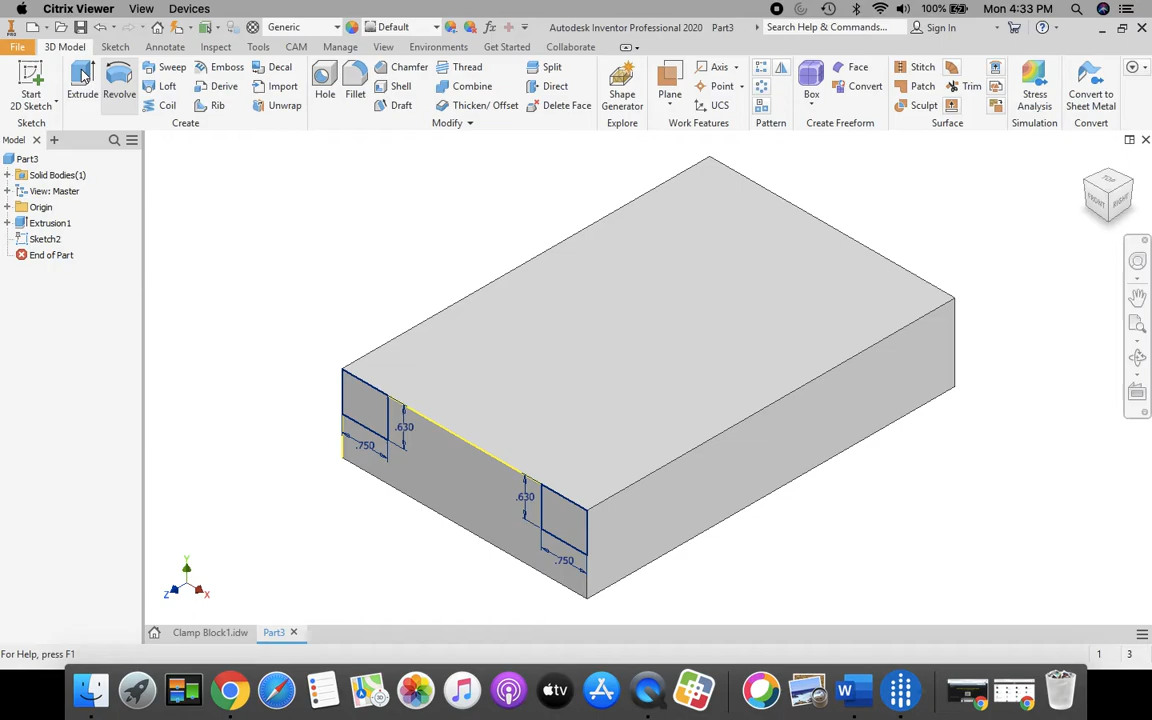 Citrix Viewer View Devices 100% Mon 4:33 PM
PRO Generic Default fx Autodesk Inventor Professional 2020 Part3 Search Help & Commands... Sign In
File 3D Model Sketch Annotate Inspect Tools CAM Manage View Environments Get Started Collaborate
Start 2D Sketch Extrude Revolve Sweep Emboss Decal Hole Fillet Chamfer Thread Split Shape Generator Plane Axis Box Face Stitch Stress Analysis Convert to Sheet Metal
Loft Derive Import Shell Combine Direct Point Convert Patch Trim
Coil Rib Unwrap Draft Thicken/ Offset Delete Face UCS Sculpt
Sketch Create Modify Explore Work Features Pattern Create Freeform Surface Simulation Convert
Model
Part3
Solid Bodies(1)
View: Master
Origin
Extrusion1
Sketch2
End of Part
TOP
FRONT RIGHT
.630
.750
.630
.750
Y
Z X
Clamp Block1.idw Part3
For Help, press F1 1 3
tv W